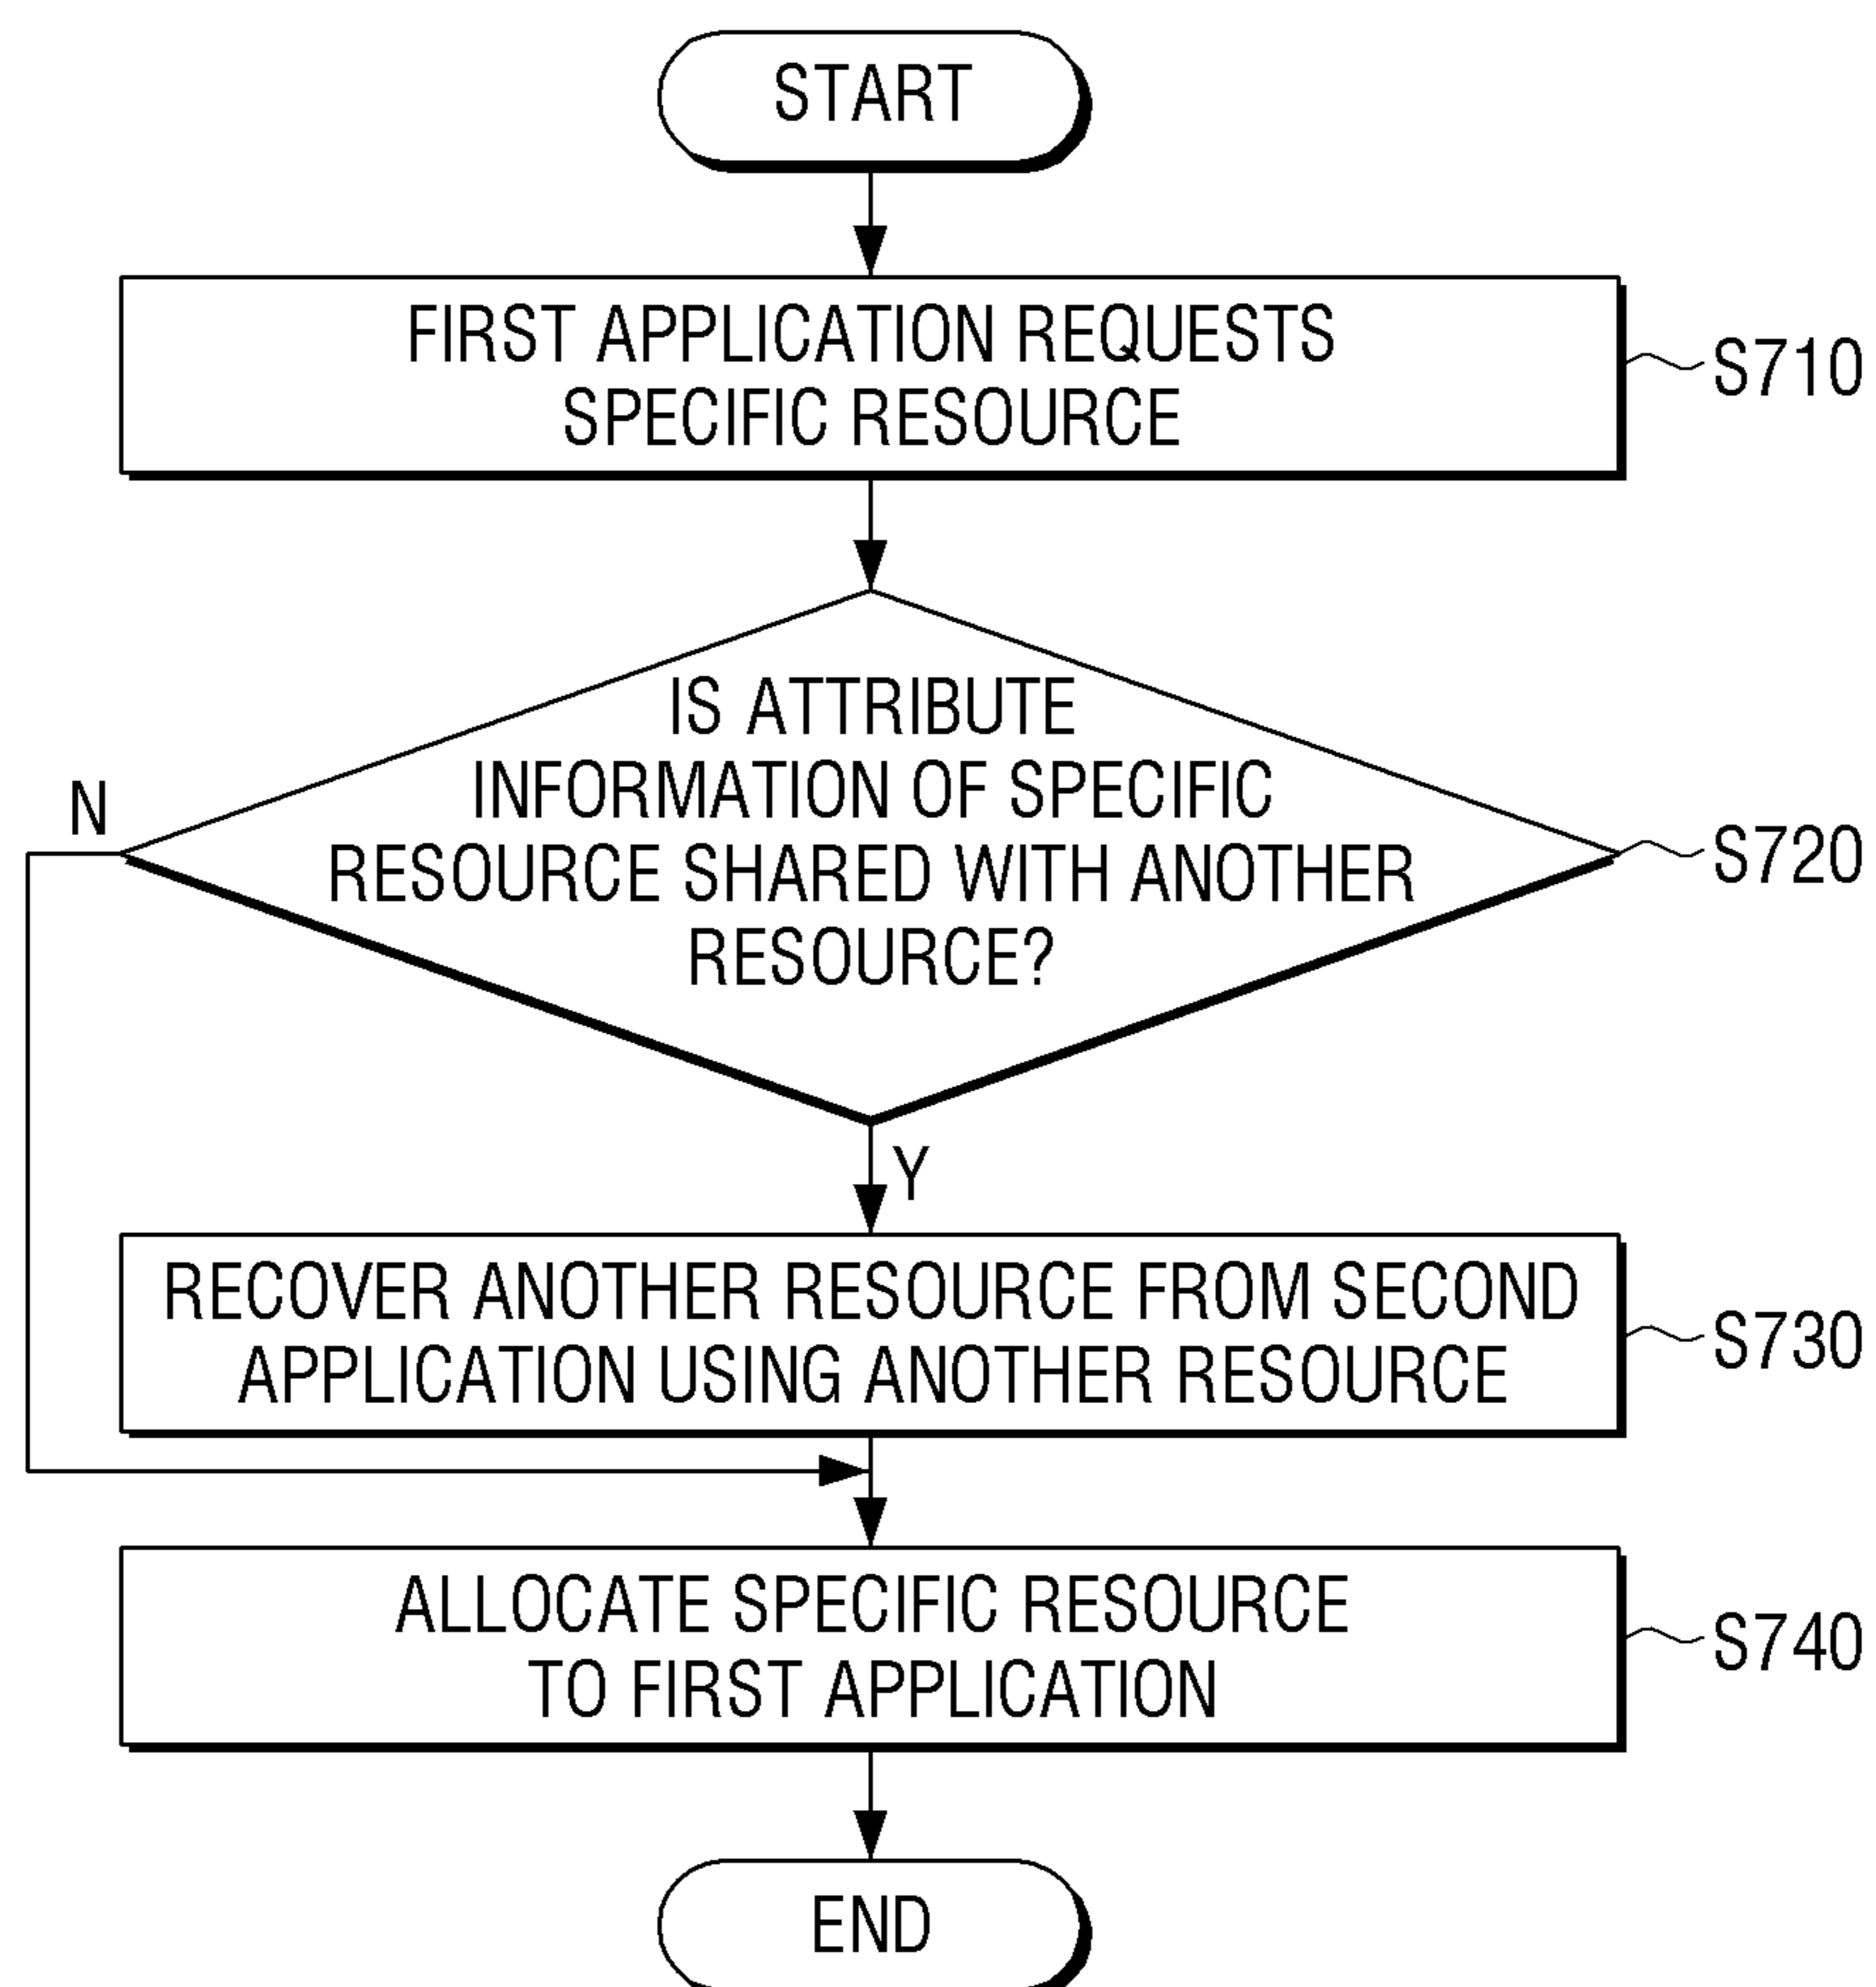 START
FIRST APPLICATION REQUESTS
SPECIFIC RESOURCE
S710
IS ATTRIBUTE
INFORMATION OF SPECIFIC
RESOURCE SHARED WITH ANOTHER
RESOURCE?
S720
N
Y
RECOVER ANOTHER RESOURCE FROM SECOND
APPLICATION USING ANOTHER RESOURCE
S730
ALLOCATE SPECIFIC RESOURCE
TO FIRST APPLICATION
S740
END